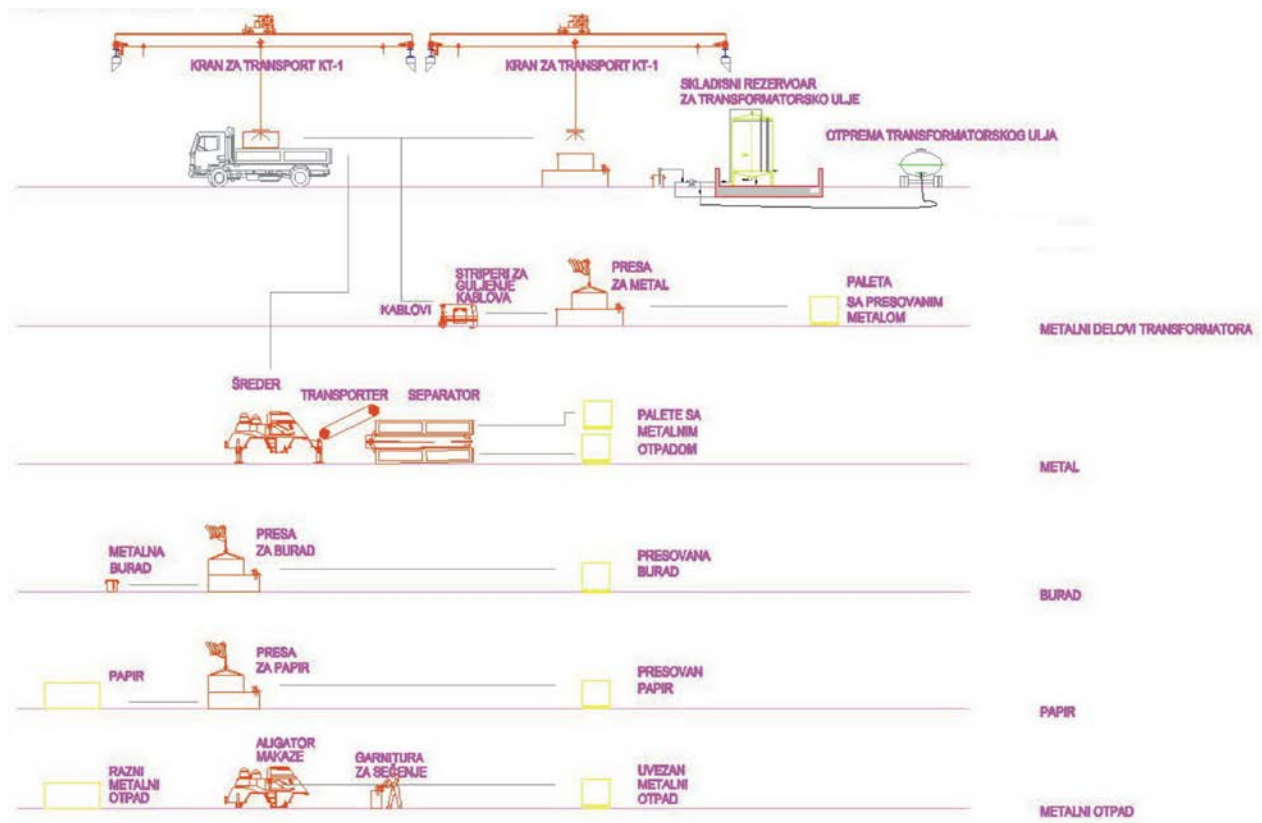 KRAN ZA TRANSPORT KT-1
KRAN ZA TRANSPORT KT-1
SKLADISNI REZERVOAR
ZA TRANSFORMATORSKO ULJE
OTPREMA TRANSFORMATORSKOG ULJA
KABLOVI
STRIPERI ZA
GULJENJE
KABLOVA
PRESA
ZA METAL
PALETA
SA PRESOVANIM
METALOM
METALNI DELOVI TRANSFORMATORA
ŠREDER
TRANSPORTER
SEPARATOR
PALETE SA
METALNIM
OTPADOM
METAL
METALNA
BURAD
PRESA
ZA BURAD
PRESOVANA
BURAD
BURAD
PAPIR
PRESA
ZA PAPIR
PRESOVAN
PAPIR
PAPIR
RAZNI
METALNI
OTPAD
ALIGATOR
MAKAZE
GARNITURA
ZA SEČENJE
UVEZAN
METALNI
OTPAD
METALNI OTPAD